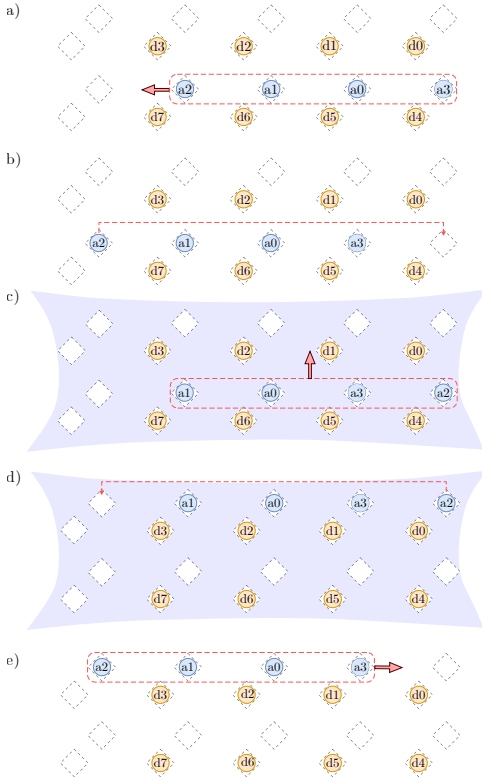 a)
d3 d2 d1 d0
a2 a1 a0 a3
d7 d6 d5 d4
b)
d3 d2 d1 d0
a2 a1 a0 a3
d7 d6 d5 d4
c)
d3 d2 d1 d0
a1 a0 a3 a2
d7 d6 d5 d4
d)
a1 a0 a3 a2
d3 d2 d1 d0
d7 d6 d5 d4
e)
a2 a1 a0 a3
d3 d2 d1 d0
d7 d6 d5 d4